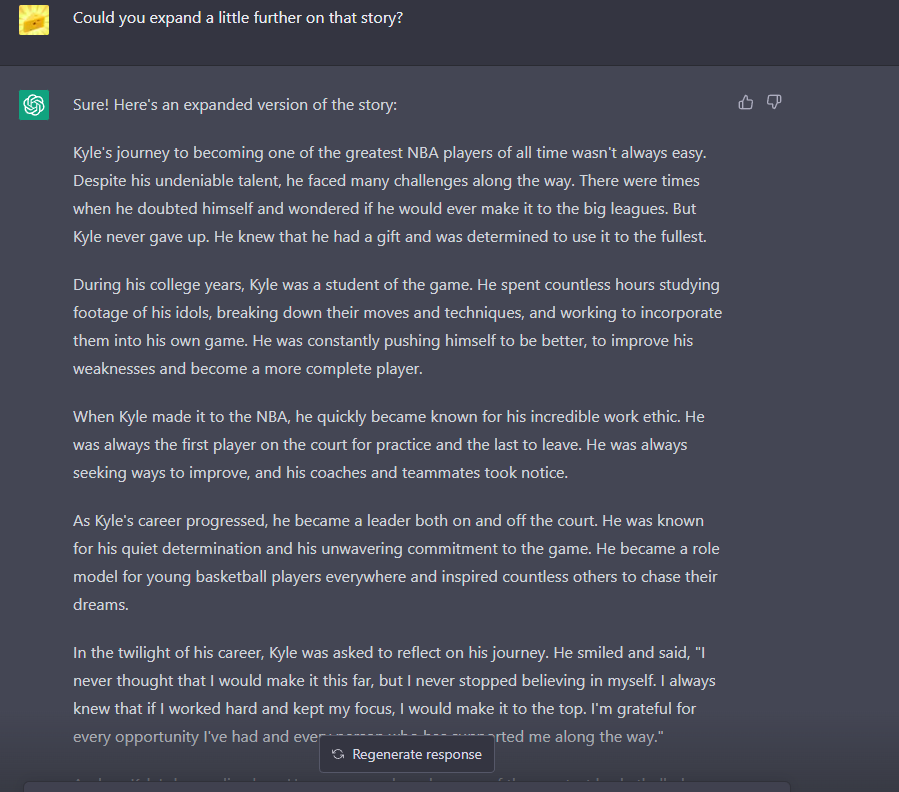 Could you expand a little further on that story?
Sure! Here's an expanded version of the story:
Kyle's journey to becoming one of the greatest NBA players of all time wasn't always easy.
Despite his undeniable talent, he faced many challenges along the way. There were times
when he doubted himself and wondered if he would ever make it to the big leagues. But
Kyle never gave up. He knew that he had a gift and was determined to use it to the fullest.
During his college years, Kyle was a student of the game. He spent countless hours studying
footage of his idols, breaking down their moves and techniques, and working to incorporate
them into his own game. He was constantly pushing himself to be better, to improve his
weaknesses and become a more complete player.
When Kyle made it to the NBA, he quickly became known for his incredible work ethic. He
was always the first player on the court for practice and the last to leave. He was always
seeking ways to improve, and his coaches and teammates took notice.
As Kyle's career progressed, he became a leader both on and off the court. He was known
for his quiet determination and his unwavering commitment to the game. He became a role
model for young basketball players everywhere and inspired countless others to chase their
dreams.
In the twilight of his career, Kyle was asked to reflect on his journey. He smiled and said, "I
never thought that I would make it this far, but I never stopped believing in myself. I always
knew that if I worked hard and kept my focus, I would make it to the top. I'm grateful for
every opportunity I've had and every person who has supported me along the way."
Regenerate response